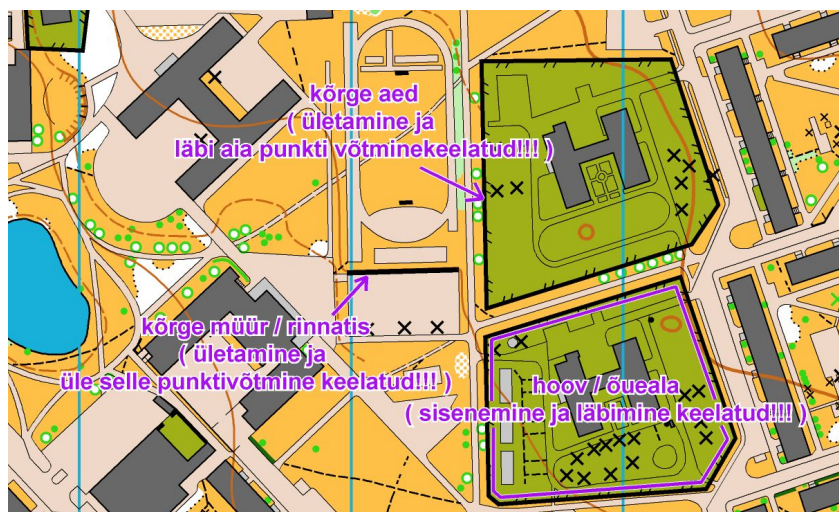 kõrge aed
( ületamine ja
läbi aia punkti võtminekeelatud!!! )
kõrge müür / rinnatis
( ületamine ja
üle selle punktivõtmine keelatud!!! )
hoov / õueala
( sisenemine ja läbimine keelatud!!! )